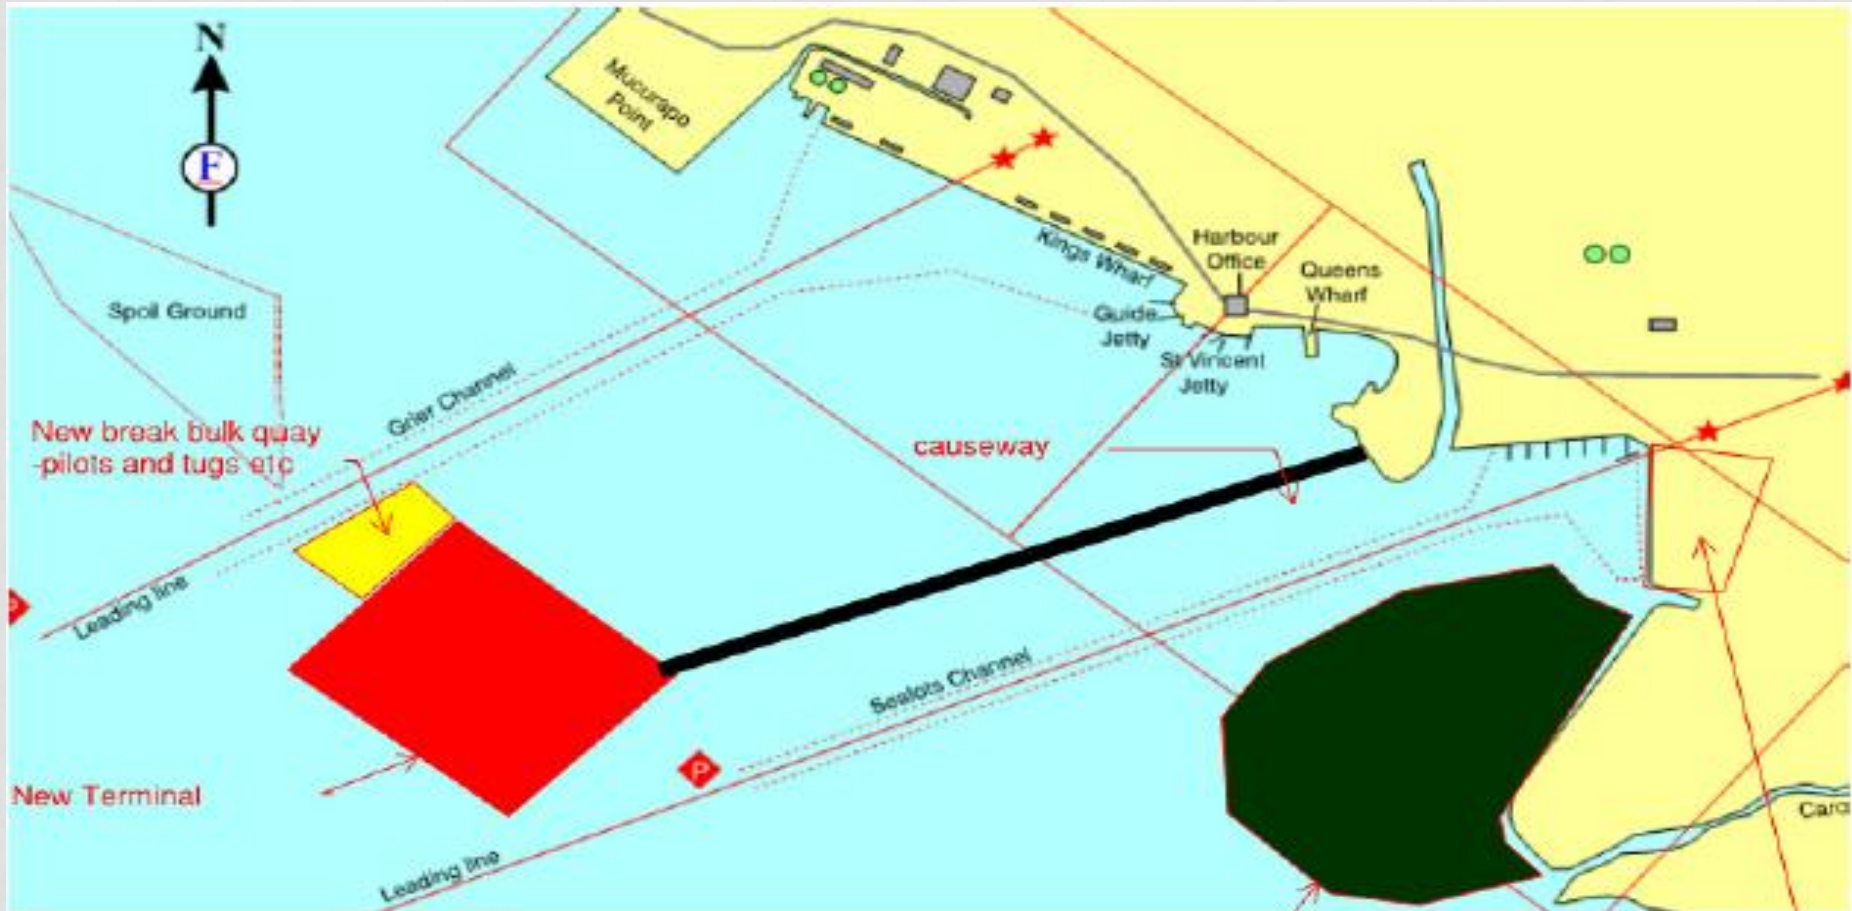 N
F
Mucurapo
Point
Harbour
Office
Kings Wharf
Queens
Wharf
Spoil Ground
Guide
Jetty
St Vincent
Jetty
Grier Channel
New break bulk quay
-pilots and tugs etc
causeway
Leading line
Sealots Channel
P
New Terminal
Leading line